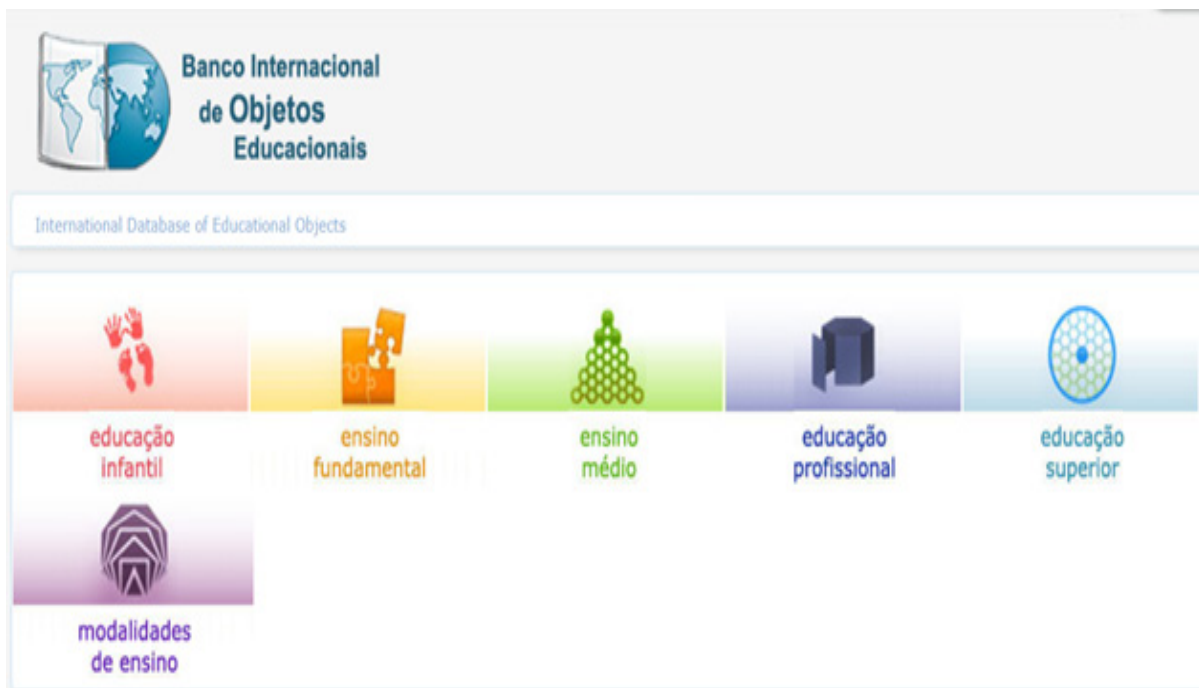 Banco Internacional
de Objetos
Educacionais
International Database of Educational Objects
educação
infantil
ensino
fundamental
ensino
médio
educação
profissional
educação
superior
modalidades
de ensino